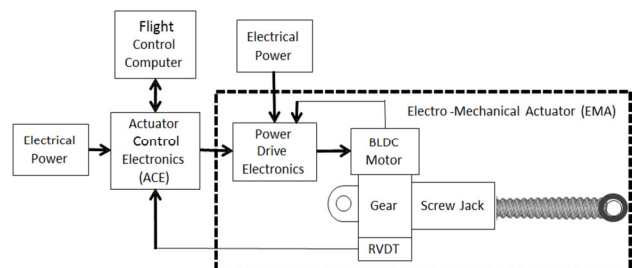 Flight
Control
Computer
Electrical
Power
Electro -Mechanical Actuator (EMA)
Electrical
Power
Actuator
Control
Electronics
(ACE)
Power
Drive
Electronics
BLDC
Motor
Gear
Screw Jack
RVDT